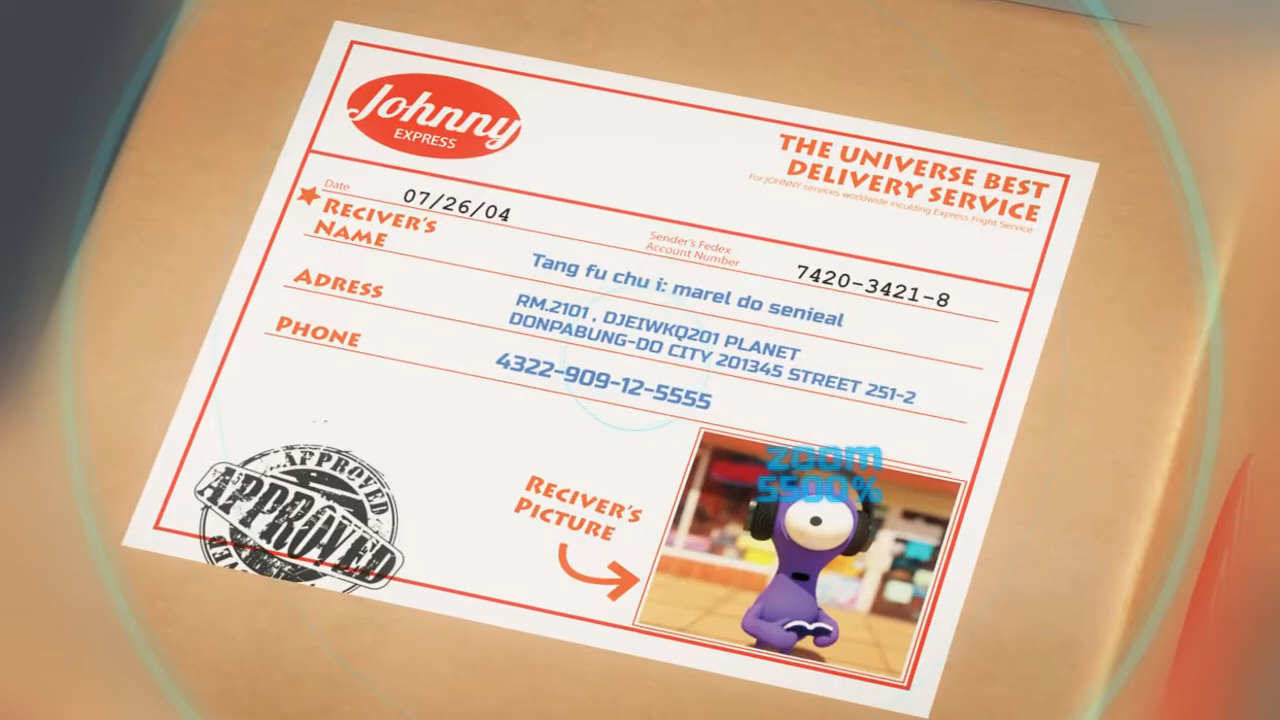 Johnny
EXPRESS
THE UNIVERSE BEST
DELIVERY SERVICE
For JOHNNY services worldwide inculding Express Fright Service
Date
07/26/04
Sender's Fedex
Account Number
7420-3421-8
RECIVER'S
NAME
Tang fu chu i: marel do senieal
ADRESS
RM.2101 , DJEIWKQ201 PLANET
DONPABUNG-DO CITY 201345 STREET 251-2
PHONE
4322-909-12-5555
APPROVED
APPROVED
RECIVER'S
PICTURE
zoom
5500%